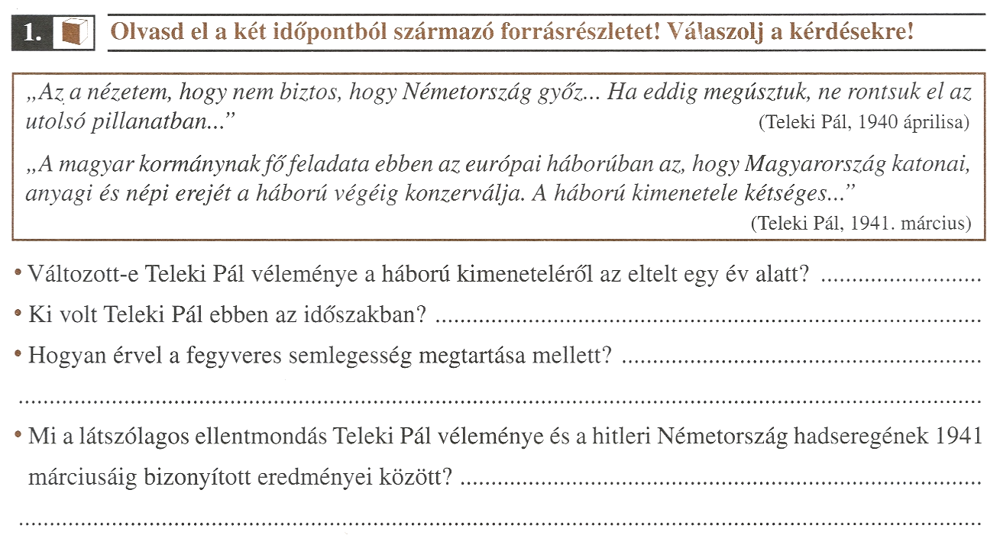 1. Olvasd el a két időpontból származó forrásrészletet! Válaszolj a kérdésekre!
„Az a nézetem, hogy nem biztos, hogy Németország győz... Ha eddig megúsztuk, ne rontsuk el az
utolsó pillanatban...” (Teleki Pál, 1940 áprilisa)
„A magyar kormánynak fő feladata ebben az európai háborúban az, hogy Magyarország katonai,
anyagi és népi erejét a háború végéig konzerválja. A háború kimenetele kétséges...”
(Teleki Pál, 1941. március)
• Változott-e Teleki Pál véleménye a háború kimeneteléről az eltelt egy év alatt? ..........................
• Ki volt Teleki Pál ebben az időszakban? ..........................................................................................
• Hogyan érvel a fegyveres semlegesség megtartása mellett? ...........................................................
................................................................................................................................................................
• Mi a látszólagos ellentmondás Teleki Pál véleménye és a hitleri Németország hadseregének 1941
márciusáig bizonyított eredményei között? ......................................................................................
................................................................................................................................................................